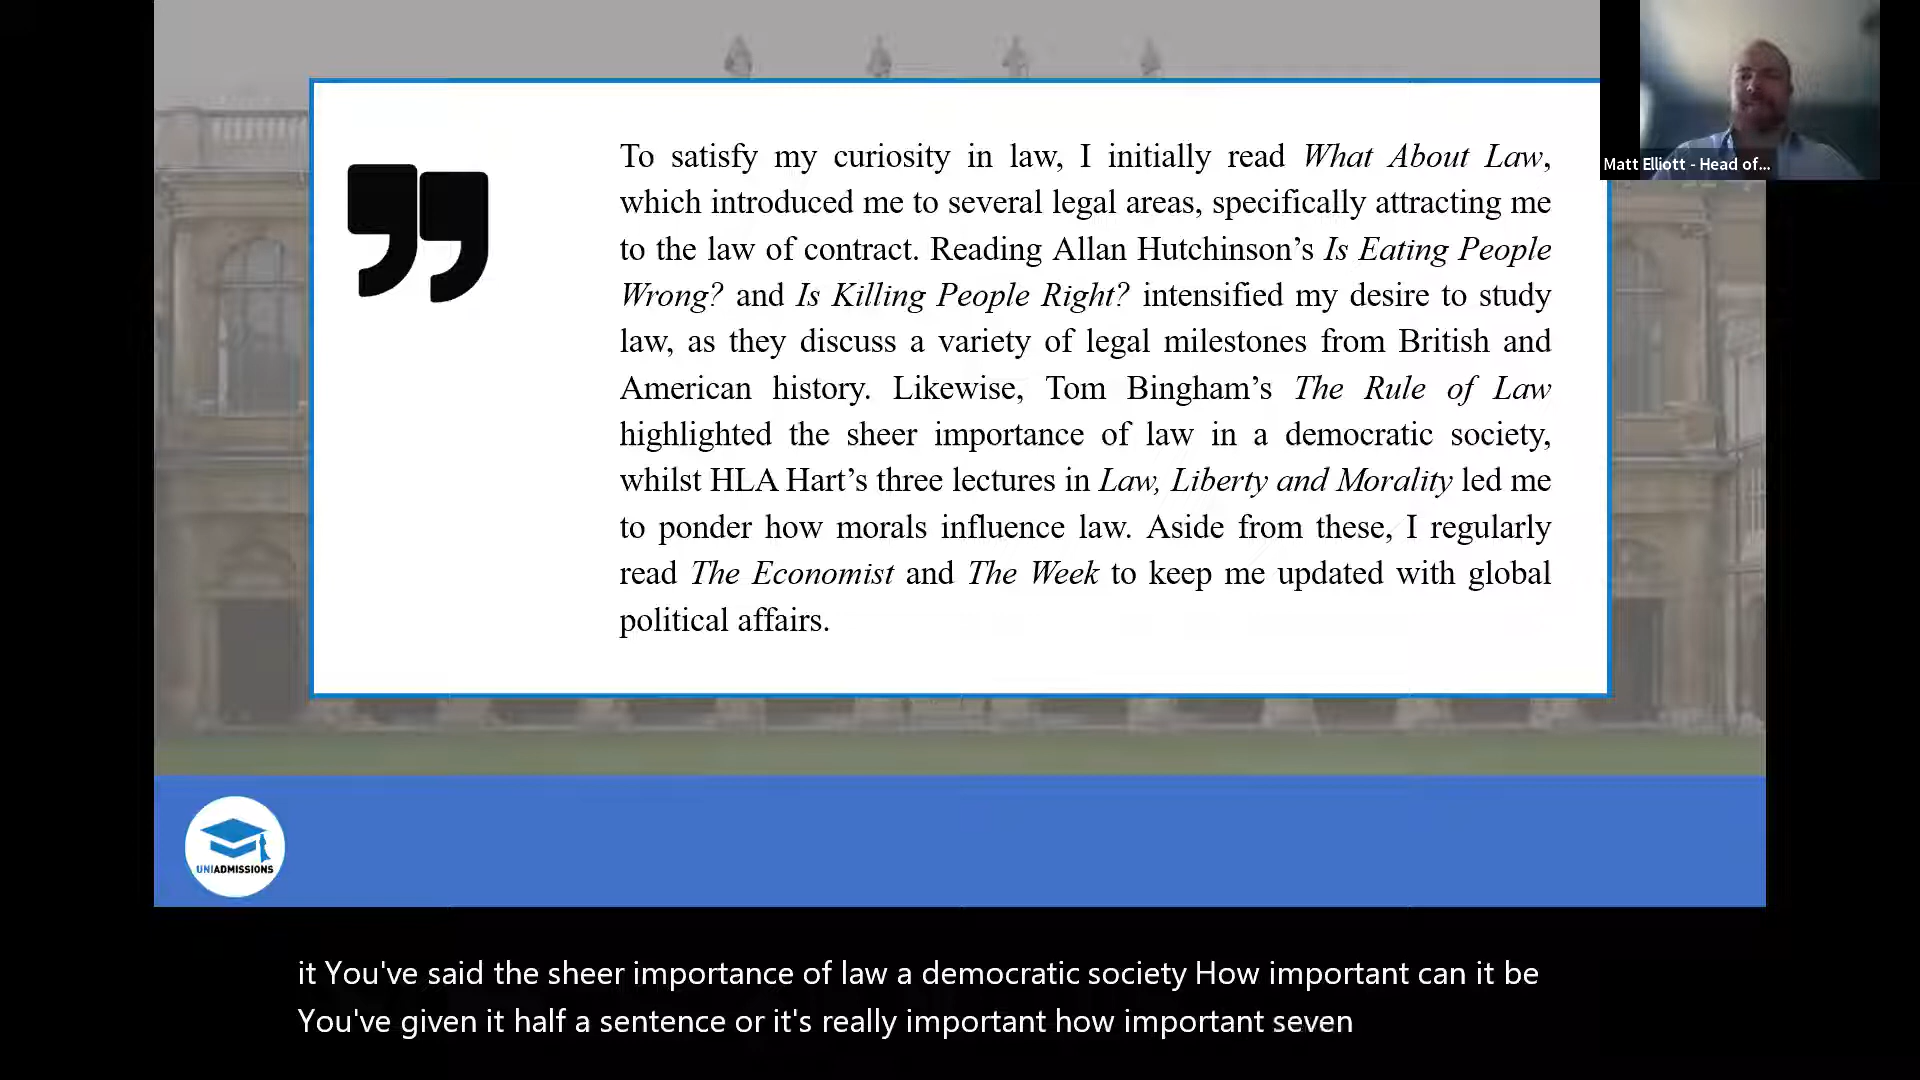 To satisfy my curiosity in law, I initially read What About Law,
which introduced me to several legal areas, specifically attracting me
to the law of contract. Reading Allan Hutchinson’s Is Eating People
Wrong? and Is Killing People Right? intensified my desire to study
law, as they discuss a variety of legal milestones from British and
American history. Likewise, Tom Bingham’s The Rule of Law
highlighted the sheer importance of law in a democratic society,
whilst HLA Hart’s three lectures in Law, Liberty and Morality led me
to ponder how morals influence law. Aside from these, I regularly
read The Economist and The Week to keep me updated with global
political affairs.
Matt Elliott - Head of...
UNIADMISSIONS
it You've said the sheer importance of law a democratic society How important can it be
You've given it half a sentence or it's really important how important seven